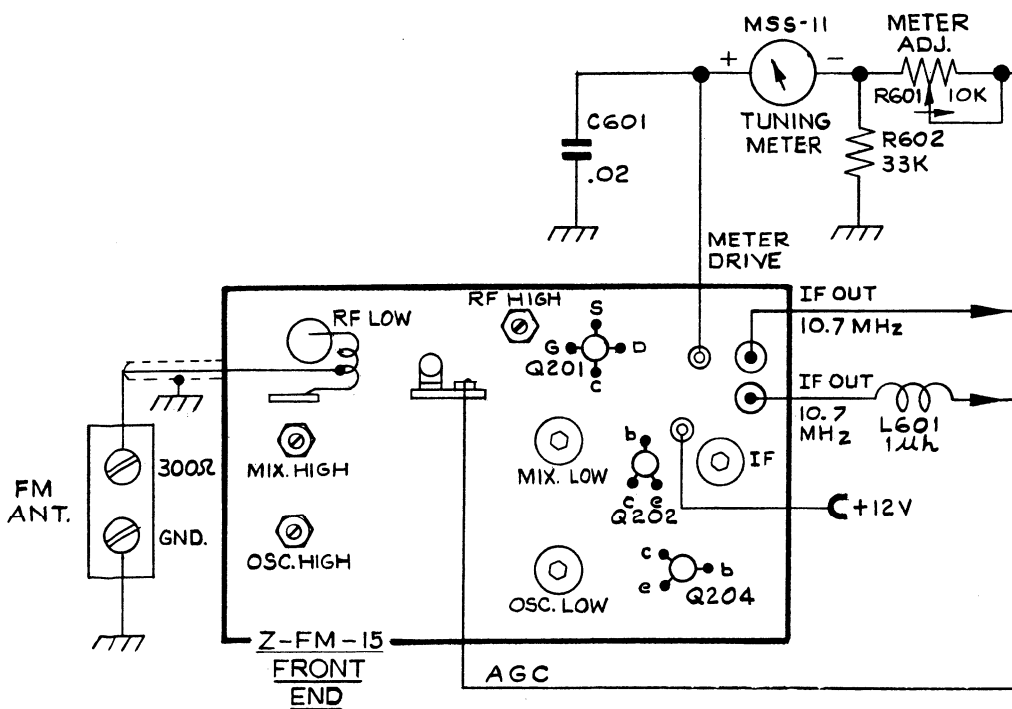 MSS-11
+
-
TUNING
METER
METER
ADJ.
R601
10K
R602
33K
C601
.02
METER
DRIVE
IF OUT
10.7 MHz
IF OUT
10.7
MHz
L601
1μh
RF LOW
RF HIGH
S
G
D
Q201
c
MIX. HIGH
MIX. LOW
b
IF
c
e
Q202
+12V
OSC. HIGH
OSC. LOW
c
b
e
Q204
FM
ANT.
300Ω
GND.
Z-FM-15
FRONT
END
AGC